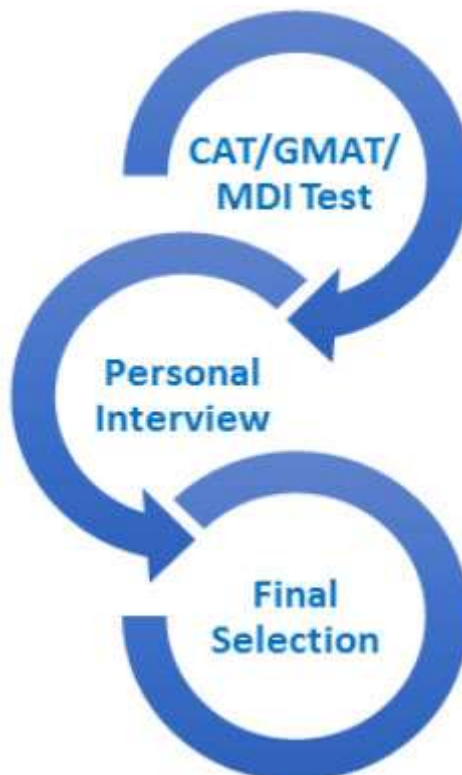 CAT/GMAT/
MDI Test
Personal
Interview
Final
Selection